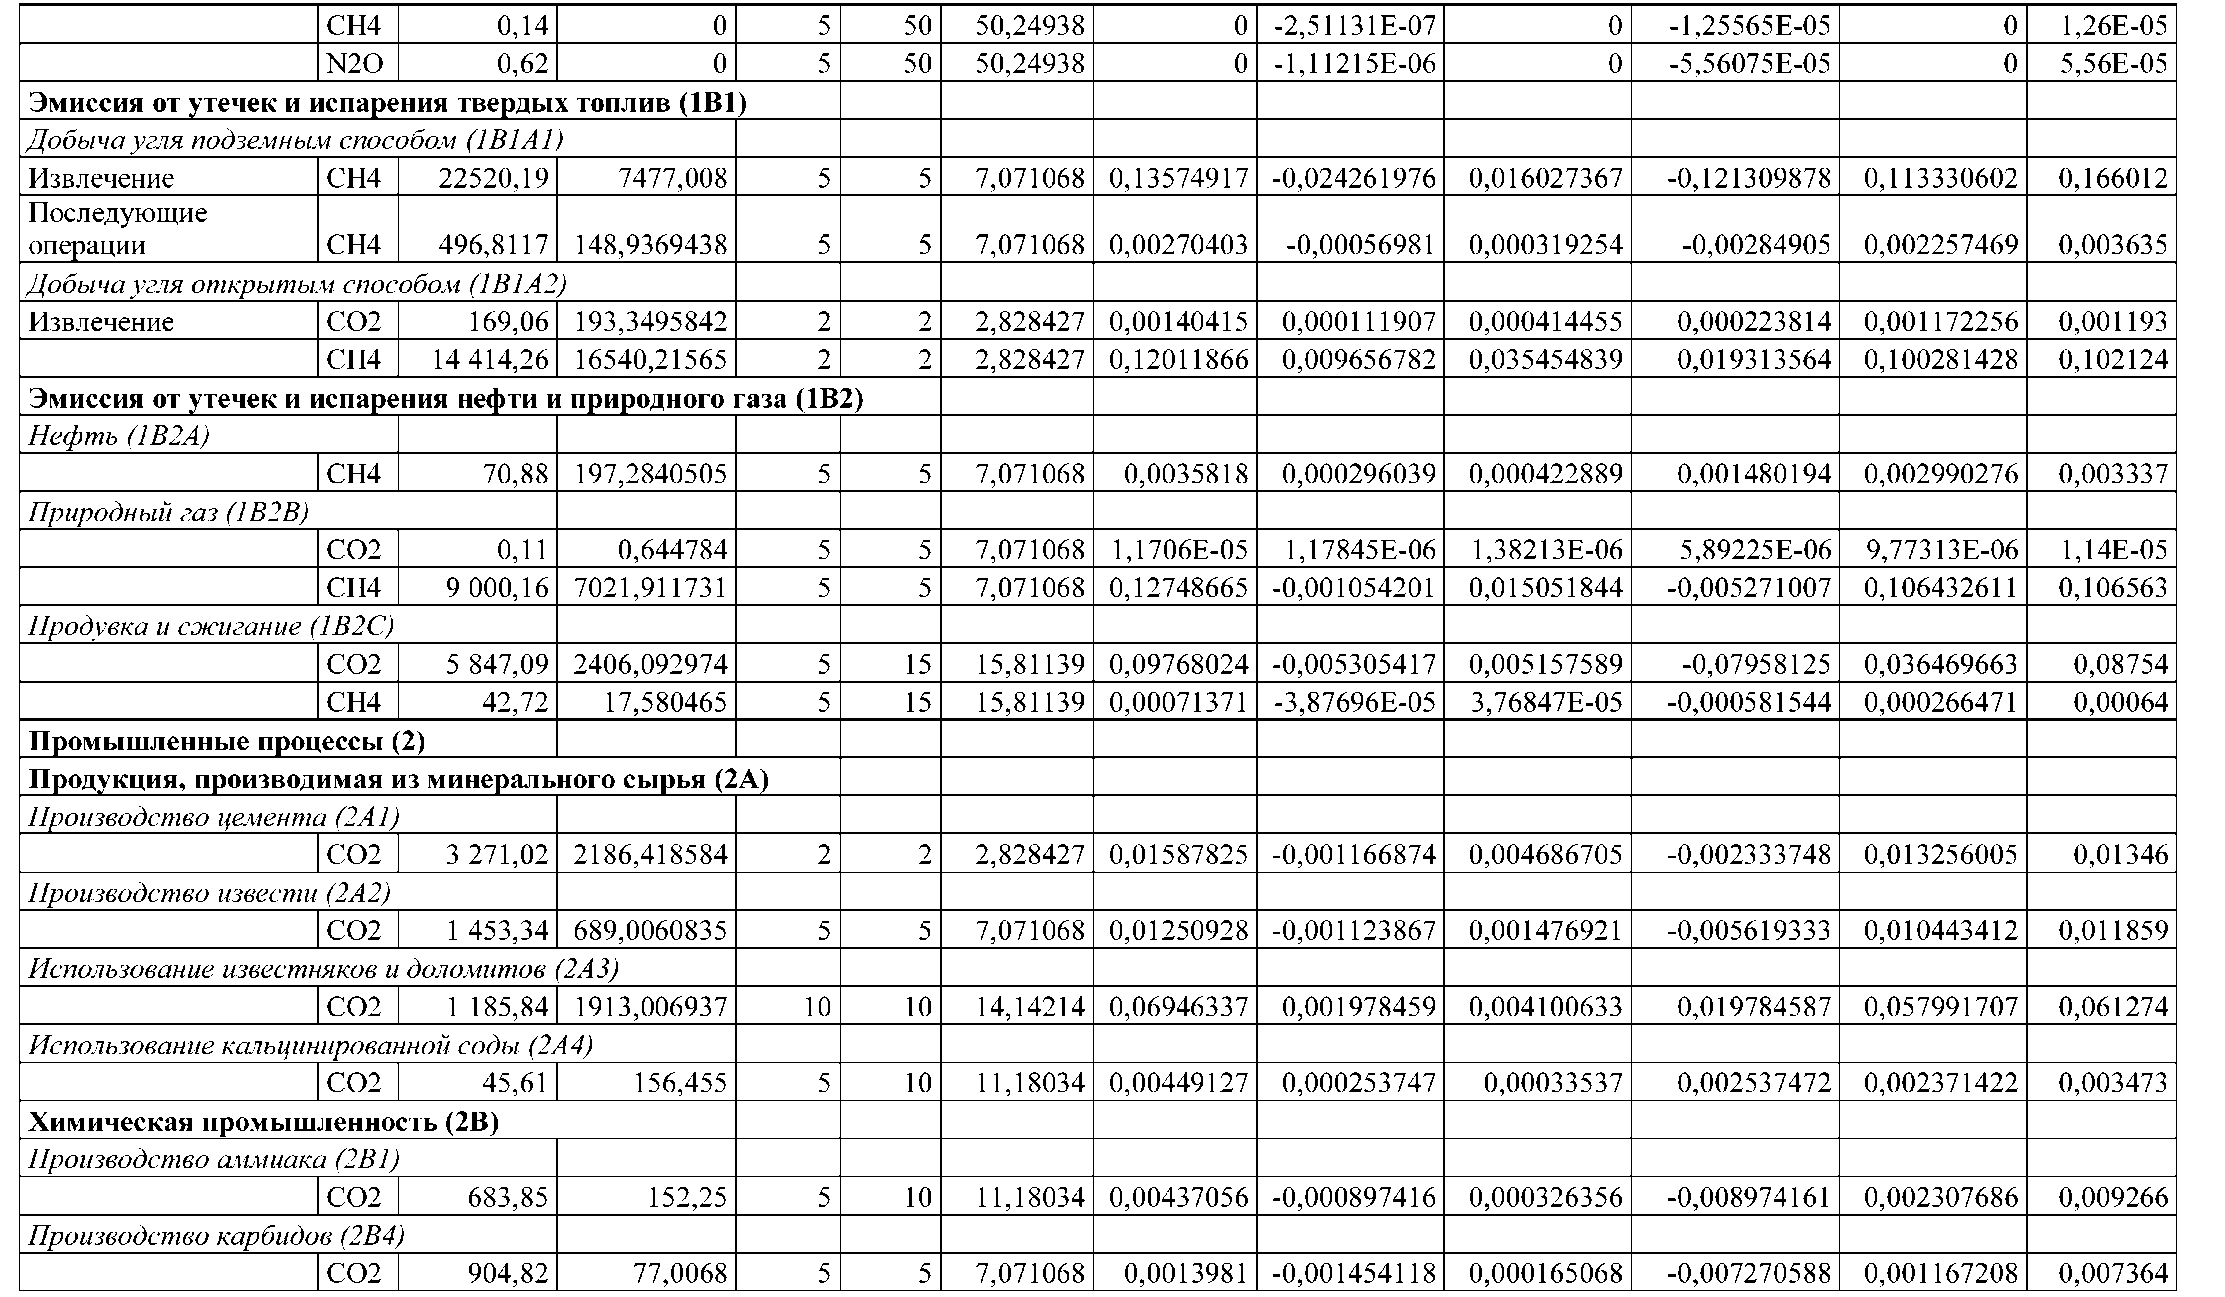 CH4 0,14 0 5 50 50,24938 0 -2,51131E-07 0 -1,25565E-05 0 1,26E-05
N2O 0,62 0 5 50 50,24938 0 -1,11215E-06 0 -5,56075E-05 0 5,56E-05
Эмиссия от утечек и испарения твердых топлив (1B1)
Добыча угля подземным способом (1B1A1)
Извлечение CH4 22520,19 7477,008 5 5 7,071068 0,13574917 -0,024261976 0,016027367 -0,121309878 0,113330602 0,166012
Последующие
операции CH4 496,8117 148,9369438 5 5 7,071068 0,00270403 -0,00056981 0,000319254 -0,00284905 0,002257469 0,003635
Добыча угля открытым способом (1B1A2)
Извлечение CO2 169,06 193,3495842 2 2 2,828427 0,00140415 0,000111907 0,000414455 0,000223814 0,001172256 0,001193
CH4 14 414,26 16540,21565 2 2 2,828427 0,12011866 0,009656782 0,035454839 0,019313564 0,100281428 0,102124
Эмиссия от утечек и испарения нефти и природного газа (1B2)
Нефть (1B2A)
CH4 70,88 197,2840505 5 5 7,071068 0,0035818 0,000296039 0,000422889 0,001480194 0,002990276 0,003337
Природный газ (1B2B)
CO2 0,11 0,644784 5 5 7,071068 1,1706E-05 1,17845E-06 1,38213E-06 5,89225E-06 9,77313E-06 1,14E-05
CH4 9 000,16 7021,911731 5 5 7,071068 0,12748665 -0,001054201 0,015051844 -0,005271007 0,106432611 0,106563
Продувка и сжигание (1B2C)
CO2 5 847,09 2406,092974 5 15 15,81139 0,09768024 -0,005305417 0,005157589 -0,07958125 0,036469663 0,08754
CH4 42,72 17,580465 5 15 15,81139 0,00071371 -3,87696E-05 3,76847E-05 -0,000581544 0,000266471 0,00064
Промышленные процессы (2)
Продукция, производимая из минерального сырья (2A)
Производство цемента (2A1)
CO2 3 271,02 2186,418584 2 2 2,828427 0,01587825 -0,001166874 0,004686705 -0,002333748 0,013256005 0,01346
Производство извести (2A2)
CO2 1 453,34 689,0060835 5 5 7,071068 0,01250928 -0,001123867 0,001476921 -0,005619333 0,010443412 0,011859
Использование известняков и доломитов (2A3)
CO2 1 185,84 1913,006937 10 10 14,14214 0,06946337 0,001978459 0,004100633 0,019784587 0,057991707 0,061274
Использование кальцинированной соды (2A4)
CO2 45,61 156,455 5 10 11,18034 0,00449127 0,000253747 0,00033537 0,002537472 0,002371422 0,003473
Химическая промышленность (2B)
Производство аммиака (2B1)
CO2 683,85 152,25 5 10 11,18034 0,00437056 -0,000897416 0,000326356 -0,008974161 0,002307686 0,009266
Производство карбидов (2B4)
CO2 904,82 77,0068 5 5 7,071068 0,0013981 -0,001454118 0,000165068 -0,007270588 0,001167208 0,007364